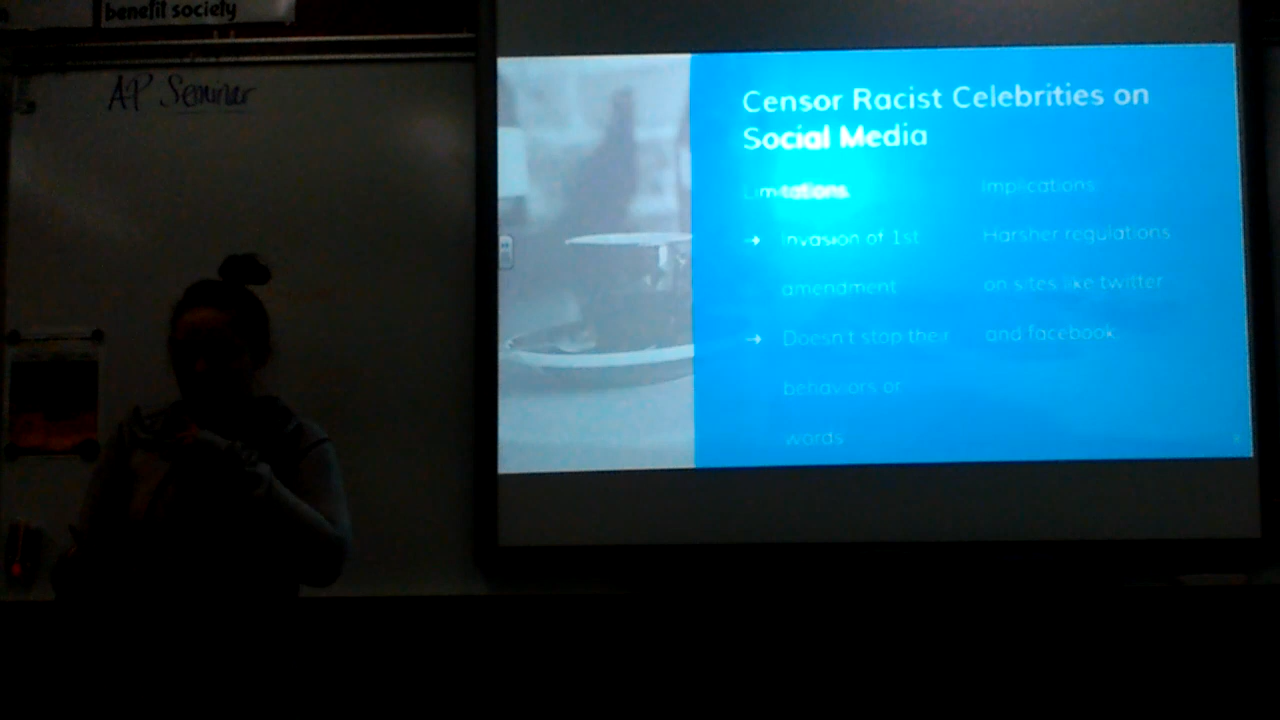 benefit society
AP Seminar
Censor Racist Celebrities on
Social Media
Limitations
→ Invasion of 1st
amendment
→ Doesn't stop their
behaviors or
words
Implications
Harsher regulations
on sites like twitter
and facebook.